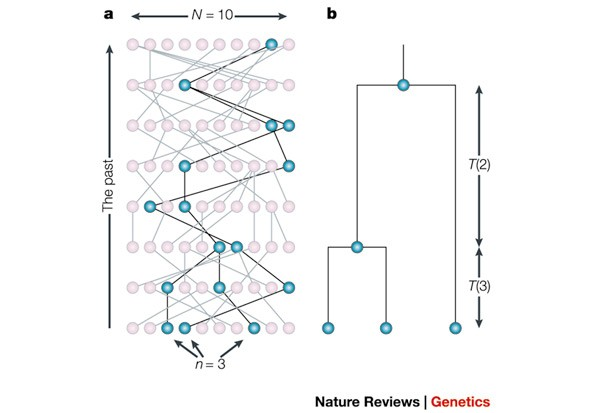 a
N = 10
b
The past
T(2)
T(3)
n = 3
Nature Reviews | Genetics